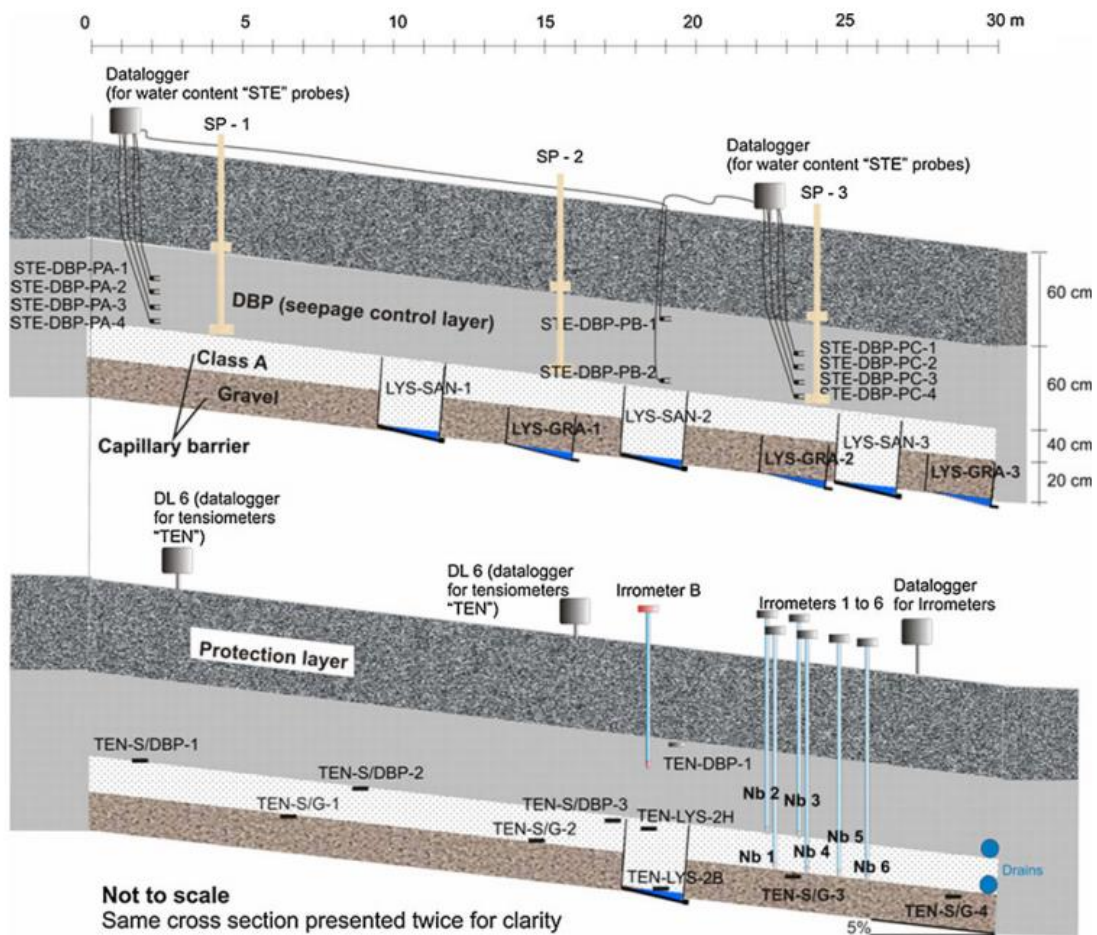 0 5 10 15 20 25 30 m
Datalogger
(for water content “STE” probes)
SP - 1
SP - 2
Datalogger
(for water content “STE” probes)
SP - 3
STE-DBP-PA-1
STE-DBP-PA-2
STE-DBP-PA-3
STE-DBP-PA-4
DBP (seepage control layer)
STE-DBP-PB-1
STE-DBP-PB-2
STE-DBP-PC-1
STE-DBP-PC-2
STE-DBP-PC-3
STE-DBP-PC-4
60 cm
60 cm
40 cm
20 cm
Class A
Gravel
Capillary barrier
LYS-SAN-1
LYS-GRA-1
LYS-SAN-2
LYS-GRA-2
LYS-SAN-3
LYS-GRA-3
DL 6 (datalogger
for tensiometers
“TEN”)
DL 6 (datalogger
for tensiometers
“TEN”)
Irrometer B
Irrometers 1 to 6
Datalogger
for Irrometers
Protection layer
TEN-S/DBP-1
TEN-S/DBP-2
TEN-S/G-1
TEN-S/DBP-3
TEN-S/G-2
TEN-LYS-2H
TEN-LYS-2B
TEN-DBP-1
Nb 2
Nb 3
Nb 5
Nb 1
Nb 4
Nb 6
TEN-S/G-3
TEN-S/G-4
Drains
5%
Not to scale
Same cross section presented twice for clarity